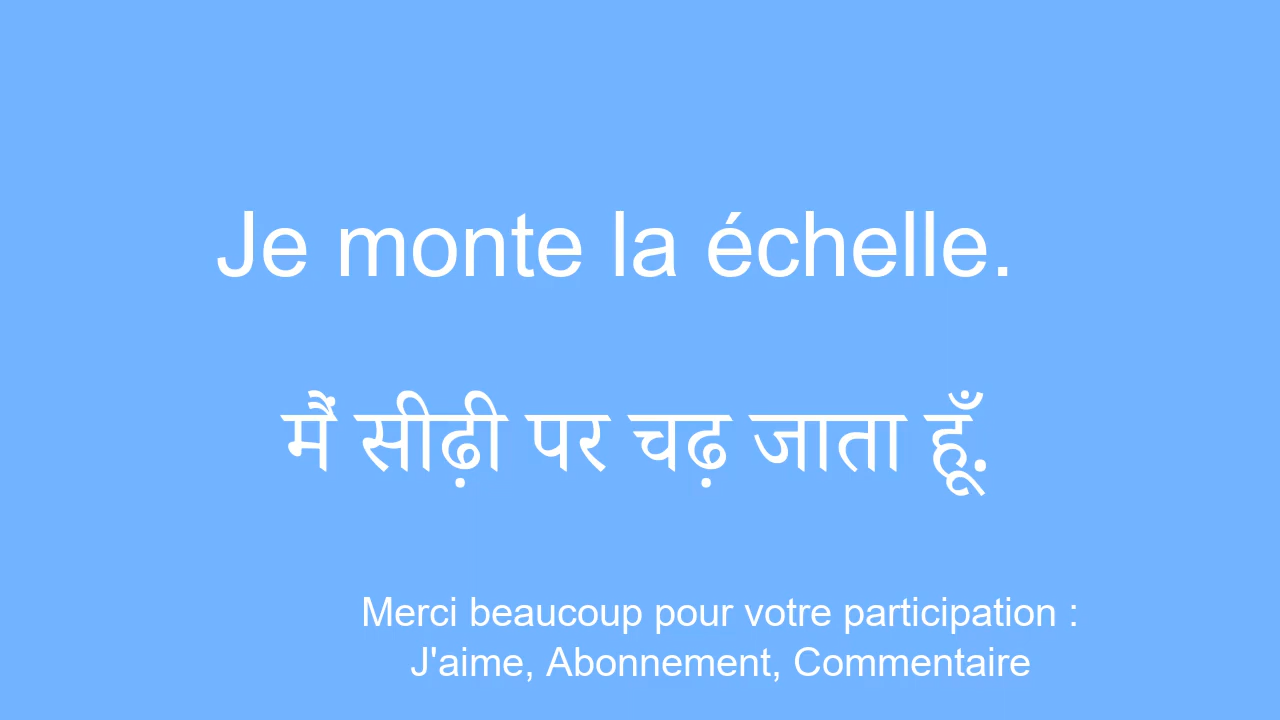 Je monte la échelle.
मैं सीढ़ी पर चढ़ जाता हूँ.
Merci beaucoup pour votre participation :
J'aime, Abonnement, Commentaire